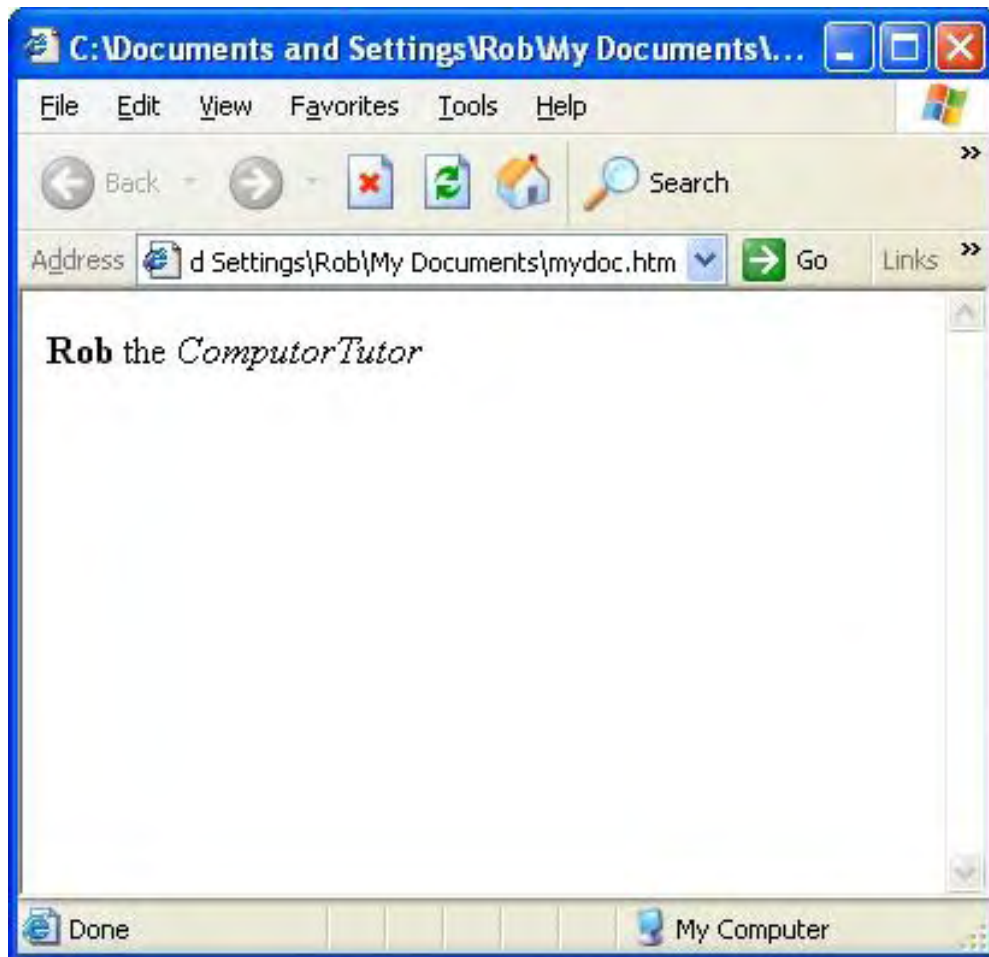 C:\Documents and Settings\Rob\My Documents\...
File Edit View Favorites Tools Help
Back Search »
Address d Settings\Rob\My Documents\mydoc.htm Go Links »
Rob the ComputorTutor
Done My Computer